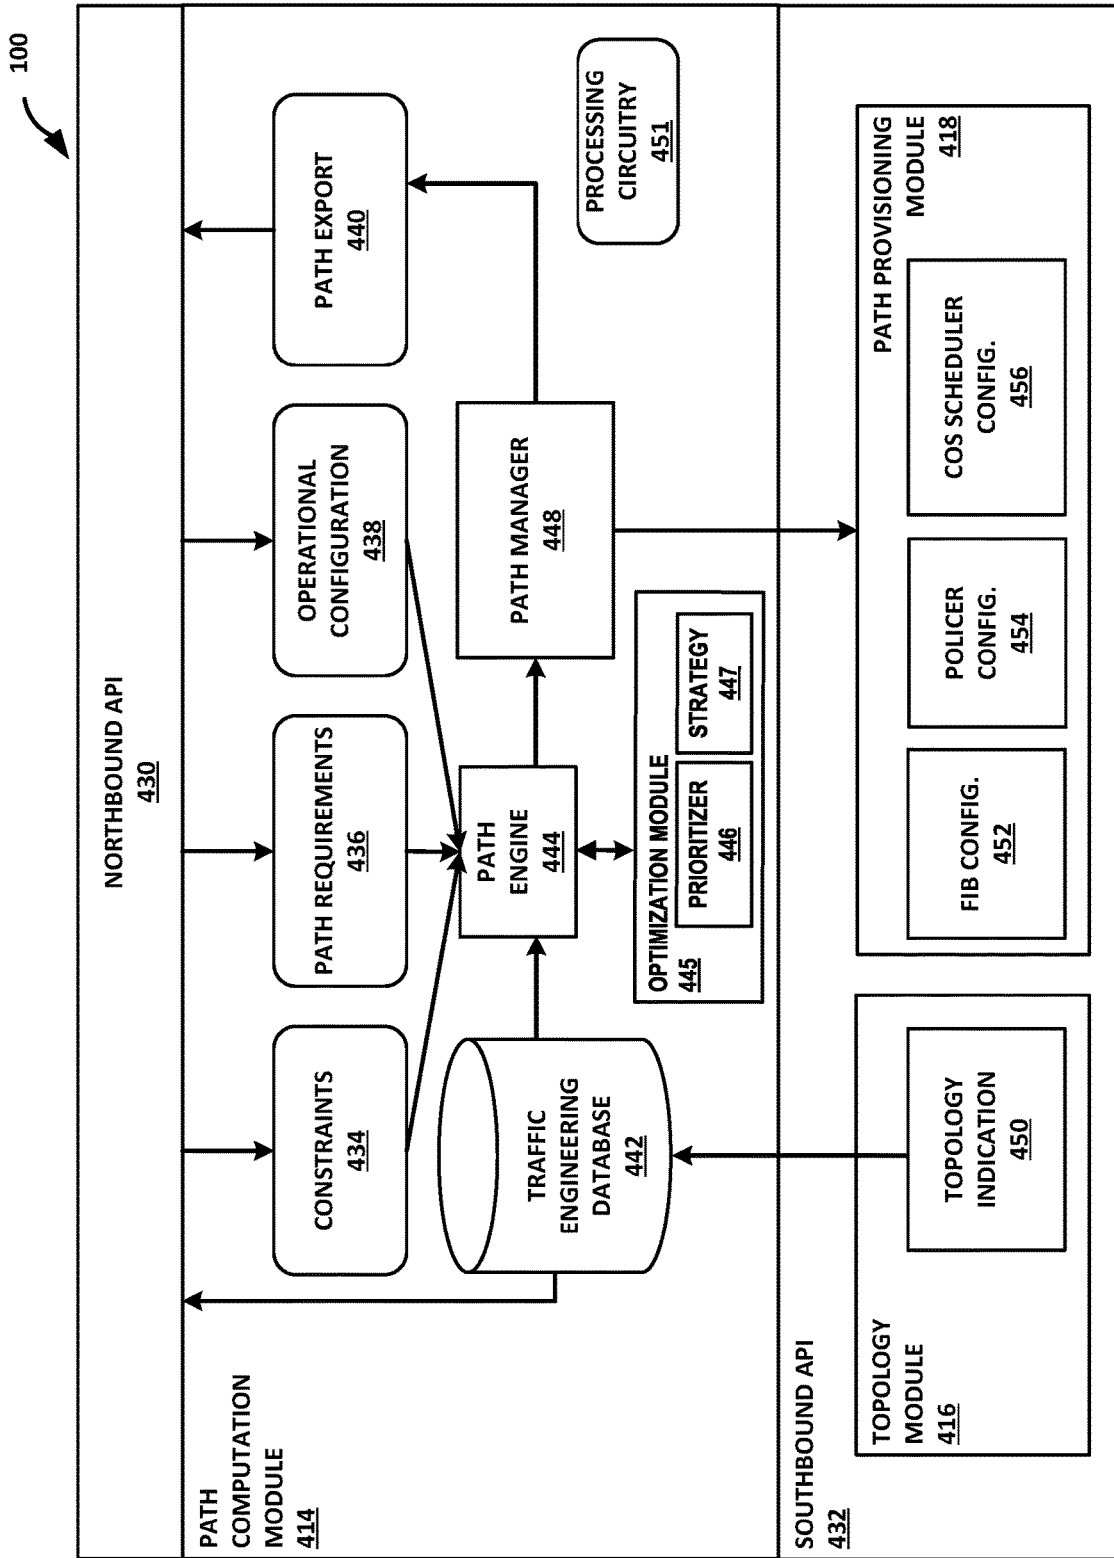 100
NORTHBOUND API
430
PATH
COMPUTATION
MODULE
414
CONSTRAINTS
434
PATH REQUIREMENTS
436
OPERATIONAL
CONFIGURATION
438
PATH EXPORT
440
TRAFFIC
ENGINEERING
DATABASE
442
PATH
ENGINE
444
PATH MANAGER
448
OPTIMIZATION MODULE
445
PRIORITIZER
446
STRATEGY
447
PROCESSING
CIRCUITRY
451
SOUTHBOUND API
432
TOPOLOGY
MODULE
416
TOPOLOGY
INDICATION
450
PATH PROVISIONING
MODULE
418
FIB CONFIG.
452
POLICER
CONFIG.
454
COS SCHEDULER
CONFIG.
456